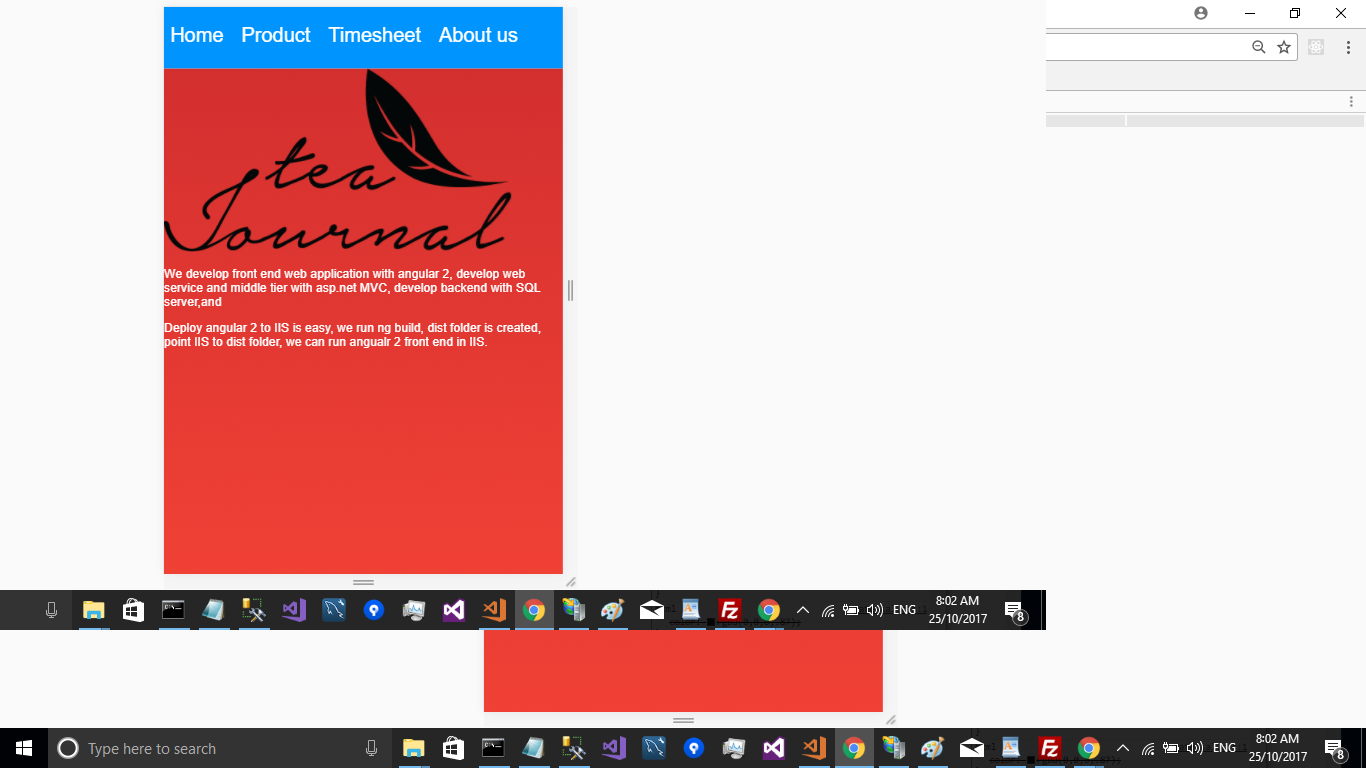 Home Product Timesheet About us
tea
Journal
We develop front end web application with angular 2, develop web
service and middle tier with asp.net MVC, develop backend with SQL
server,and
Deploy angular 2 to IIS is easy, we run ng build, dist folder is created,
point IIS to dist folder, we can run angualr 2 front end in IIS.
ENG
8:02 AM
25/10/2017
8
Fz
Type here to search
Fz
ENG
8:02 AM
25/10/2017
8